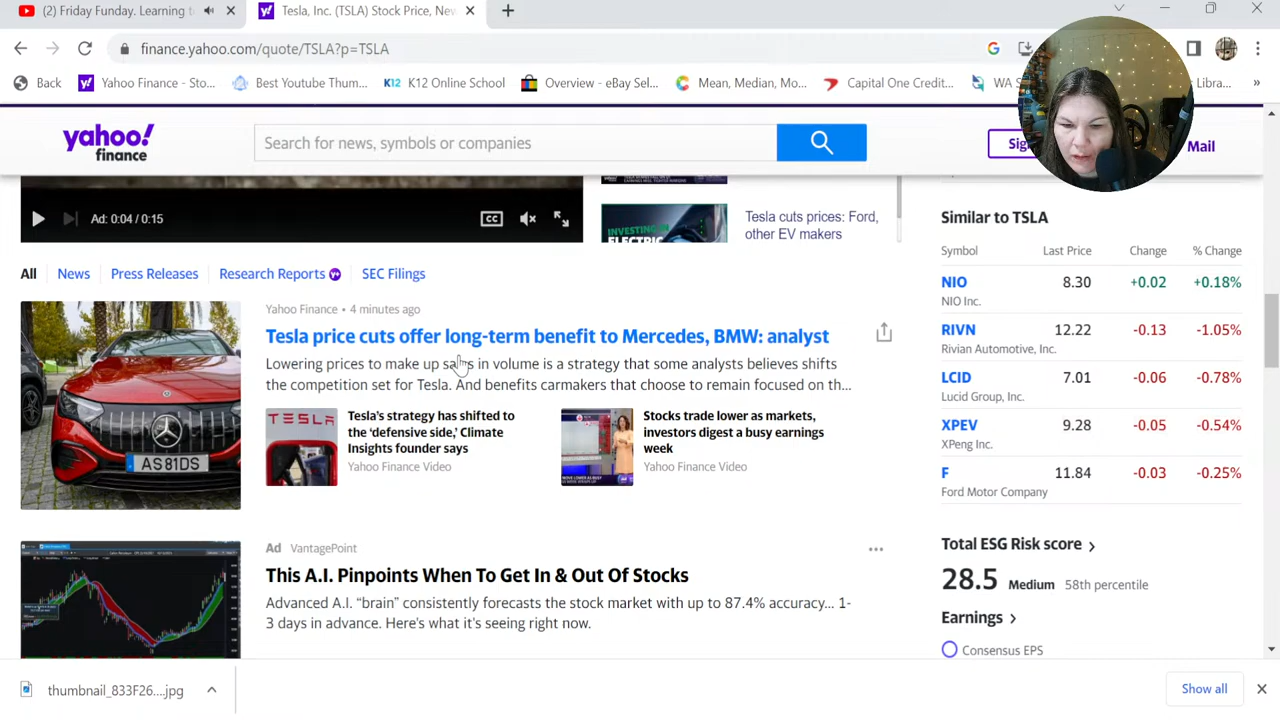 (2) Friday Funday. Learning t
Tesla, Inc. (TSLA) Stock Price, Nev
finance.yahoo.com/quote/TSLA?p=TSLA
Back
Yahoo Finance - Sto...
Best Youtube Thum...
K12 K12 Online School
Overview - eBay Sel...
Mean, Median, Mo...
Capital One Credit...
WA S
Libra...
yahoo!
finance
Search for news, symbols or companies
Sig
Mail
Ad: 0:04 / 0:15
CC
INVESTING IN
Tesla cuts prices: Ford,
other EV makers
All
News
Press Releases
Research Reports
SEC Filings
Yahoo Finance • 4 minutes ago
Tesla price cuts offer long-term benefit to Mercedes, BMW: analyst
Lowering prices to make up sales in volume is a strategy that some analysts believes shifts
the competition set for Tesla. And benefits carmakers that choose to remain focused on th...
AS81DS
TESLA
Tesla's strategy has shifted to
the 'defensive side,' Climate
Insights founder says
Yahoo Finance Video
Stocks trade lower as markets,
investors digest a busy earnings
week
Yahoo Finance Video
Ad VantagePoint
This A.I. Pinpoints When To Get In & Out Of Stocks
Advanced A.I. “brain” consistently forecasts the stock market with up to 87.4% accuracy... 1-
3 days in advance. Here's what it's seeing right now.
Similar to TSLA
Symbol Last Price Change % Change
NIO 8.30 +0.02 +0.18%
NIO Inc.
RIVN 12.22 -0.13 -1.05%
Rivian Automotive, Inc.
LCID 7.01 -0.06 -0.78%
Lucid Group, Inc.
XPEV 9.28 -0.05 -0.54%
XPeng Inc.
F 11.84 -0.03 -0.25%
Ford Motor Company
Total ESG Risk score
28.5 Medium 58th percentile
Earnings
Consensus EPS
thumbnail_833F26....jpg
Show all